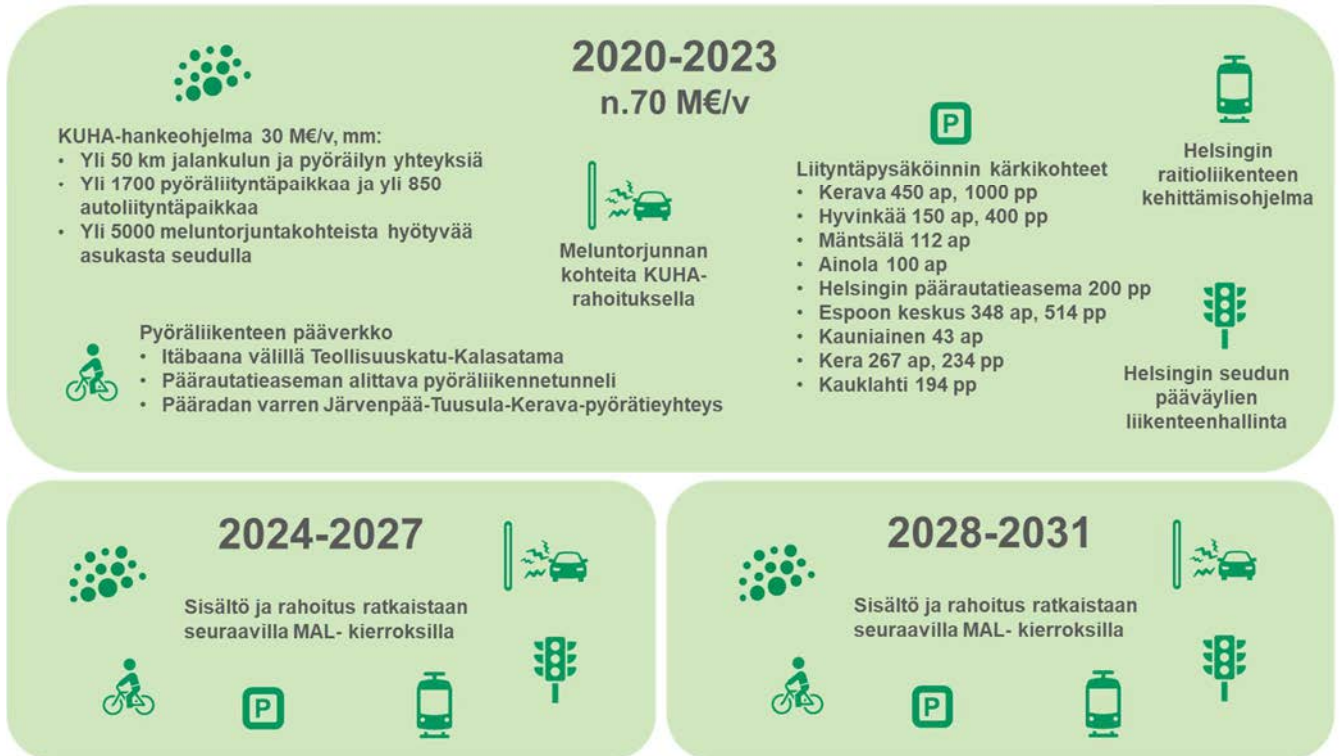 2020-2023
n.70 M€/v
KUHA-hankeohjelma 30 M€/v, mm:
• Yli 50 km jalankulun ja pyöräilyn yhteyksiä
• Yli 1700 pyöräliityntäpaikkaa ja yli 850
autoliityntäpaikkaa
• Yli 5000 meluntorjuntakohteista hyötyvää
asukasta seudulla
Meluntorjunnan
kohteita KUHA-
rahoituksella
Pyöräliikenteen pääverkko
• Itäbaana välillä Teollisuuskatu-Kalasatama
• Päärautatieaseman alittava pyöräliikennetunneli
• Pääradan varren Järvenpää-Tuusula-Kerava-pyörätieyhteys
P
Liityntäpysäköinnin kärkikohteet
• Kerava 450 ap, 1000 pp
• Hyvinkää 150 ap, 400 pp
• Mäntsälä 112 ap
• Ainola 100 ap
• Helsingin päärautatieasema 200 pp
• Espoon keskus 348 ap, 514 pp
• Kauniainen 43 ap
• Kera 267 ap, 234 pp
• Kauklahti 194 pp
Helsingin
raitioliikenteen
kehittämisohjelma
Helsingin seudun
pääväylien
liikenteenhallinta
2024-2027
Sisältö ja rahoitus ratkaistaan
seuraavilla MAL- kierroksilla
P
2028-2031
Sisältö ja rahoitus ratkaistaan
seuraavilla MAL- kierroksilla
P